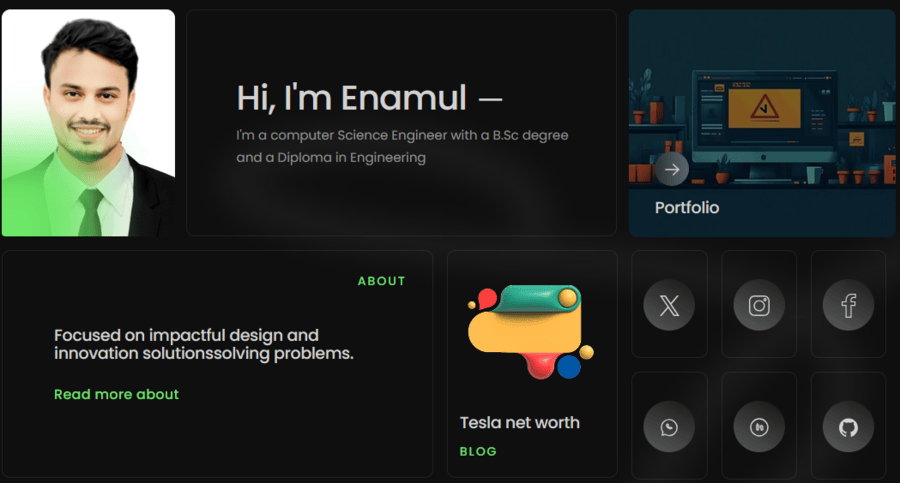 Hi, I'm Enamul —
I'm a computer Science Engineer with a B.Sc degree
and a Diploma in Engineering
Portfolio
ABOUT
Focused on impactful design and
innovation solutionssolving problems.
Read more about
Tesla net worth
BLOG